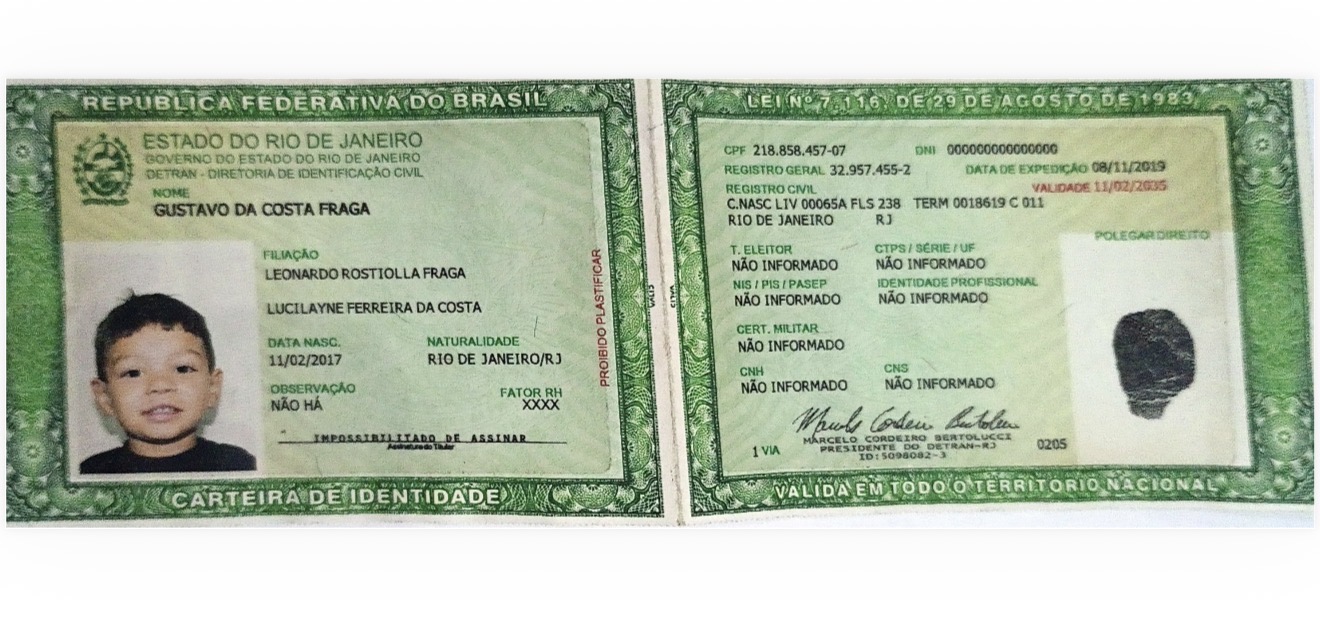 REPUBLICA FEDERATIVA DO BRASIL
ESTADO DO RIO DE JANEIRO
GOVERNO DO ESTADO DO RIO DE JANEIRO
DETRAN - DIRETORIA DE IDENTIFICAÇÃO CIVIL
NOME
GUSTAVO DA COSTA FRAGA
FILIAÇÃO
LEONARDO ROSTIOLLA FRAGA
LUCILAYNE FERREIRA DA COSTA
DATA NASC. NATURALIDADE
11/02/2017 RIO DE JANEIRO/RJ
OBSERVAÇÃO FATOR RH
NÃO HÁ XXXX
IMPOSSIBILITADO DE ASSINAR
Assinatura do Titular
PROIBIDO PLASTIFICAR
CARTEIRA DE IDENTIDADE
LEI Nº 7.116, DE 29 DE AGOSTO DE 1983
CPF 218.858.457-07 DNI 00000000000000
REGISTRO GERAL 32.957.455-2 DATA DE EXPEDIÇÃO 08/11/2019
REGISTRO CIVIL VALIDADE 11/02/2035
C.NASC LIV 00065A FLS 238 TERM 0018619 C 011
RIO DE JANEIRO RJ
POLEGAR DIREITO
T. ELEITOR CTPS / SÉRIE / UF
NÃO INFORMADO NÃO INFORMADO
NIS / PIS / PASEP IDENTIDADE PROFISSIONAL
NÃO INFORMADO NÃO INFORMADO
CERT. MILITAR
NÃO INFORMADO
CNH CNS
NÃO INFORMADO NÃO INFORMADO
Marcelo Cordeiro Bertolucci
MARCELO CORDEIRO BERTOLUCCI
1 VIA PRESIDENTE DO DETRAN-RJ 0205
ID:5098082-3
VALIDA EM TODO O TERRITORIO NACIONAL